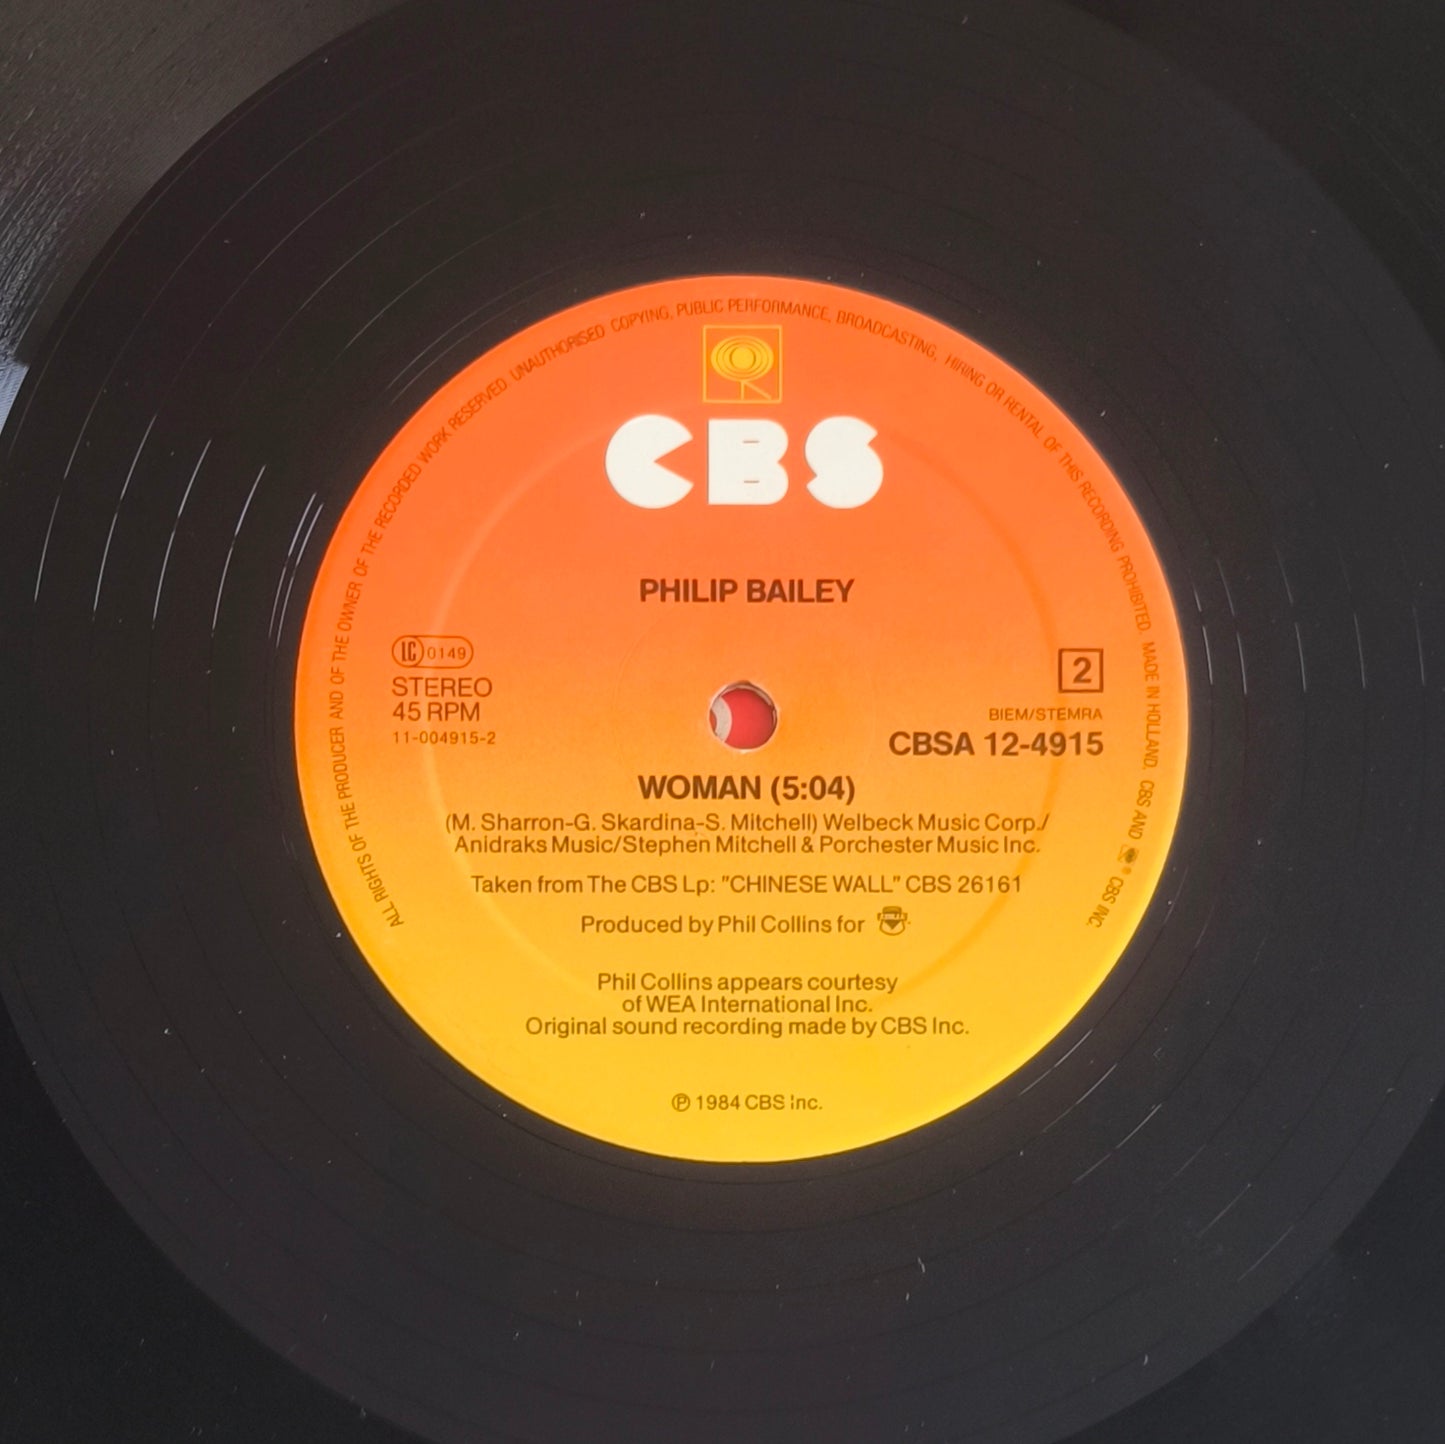 ALL RIGHTS OF THE PRODUCER AND OF THE OWNER OF THE RECORDED WORK RESERVED. UNAUTHORISED COPYING, PUBLIC PERFORMANCE, BROADCASTING, HIRING OR RENTAL OF THIS RECORDING PROHIBITED. MADE IN HOLLAND. CBS AND ® CBS INC.
CBS
PHILIP BAILEY
LC 0149
STEREO
45 RPM
11-004915-2
2
BIEM/STEMRA
CBSA 12-4915
WOMAN (5:04)
(M. Sharron-G. Skardina-S. Mitchell) Welbeck Music Corp./
Anidraks Music/Stephen Mitchell & Porchester Music Inc.
Taken from The CBS Lp: "CHINESE WALL" CBS 26161
Produced by Phil Collins for
Phil Collins appears courtesy
of WEA International Inc.
Original sound recording made by CBS Inc.
℗ 1984 CBS Inc.